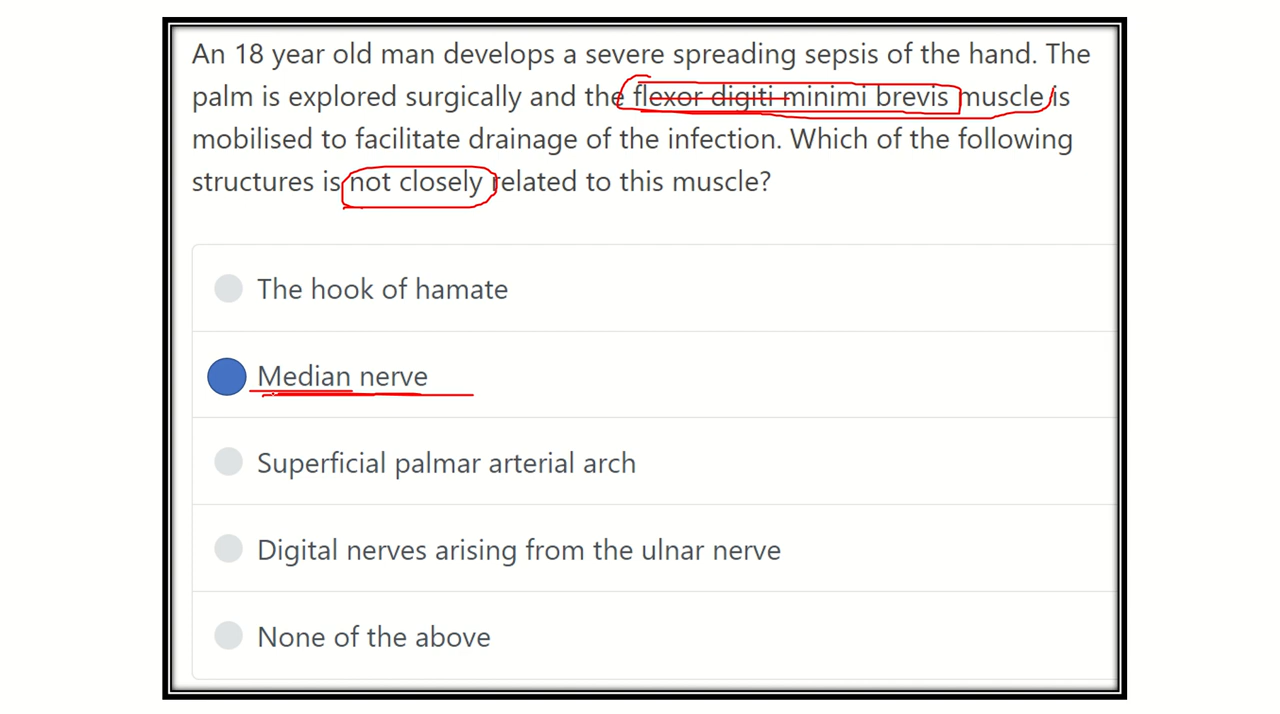 An 18 year old man develops a severe spreading sepsis of the hand. The
palm is explored surgically and the flexor digiti minimi brevis muscle is
mobilised to facilitate drainage of the infection. Which of the following
structures is not closely related to this muscle?
The hook of hamate
Median nerve
Superficial palmar arterial arch
Digital nerves arising from the ulnar nerve
None of the above